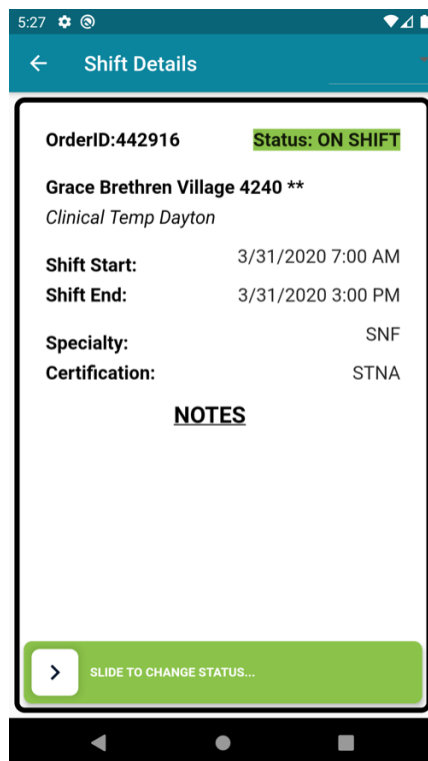 5:27
Shift Details
OrderID:442916 Status: ON SHIFT
Grace Brethren Village 4240 **
Clinical Temp Dayton
Shift Start: 3/31/2020 7:00 AM
Shift End: 3/31/2020 3:00 PM
Specialty: SNF
Certification: STNA
NOTES
SLIDE TO CHANGE STATUS...